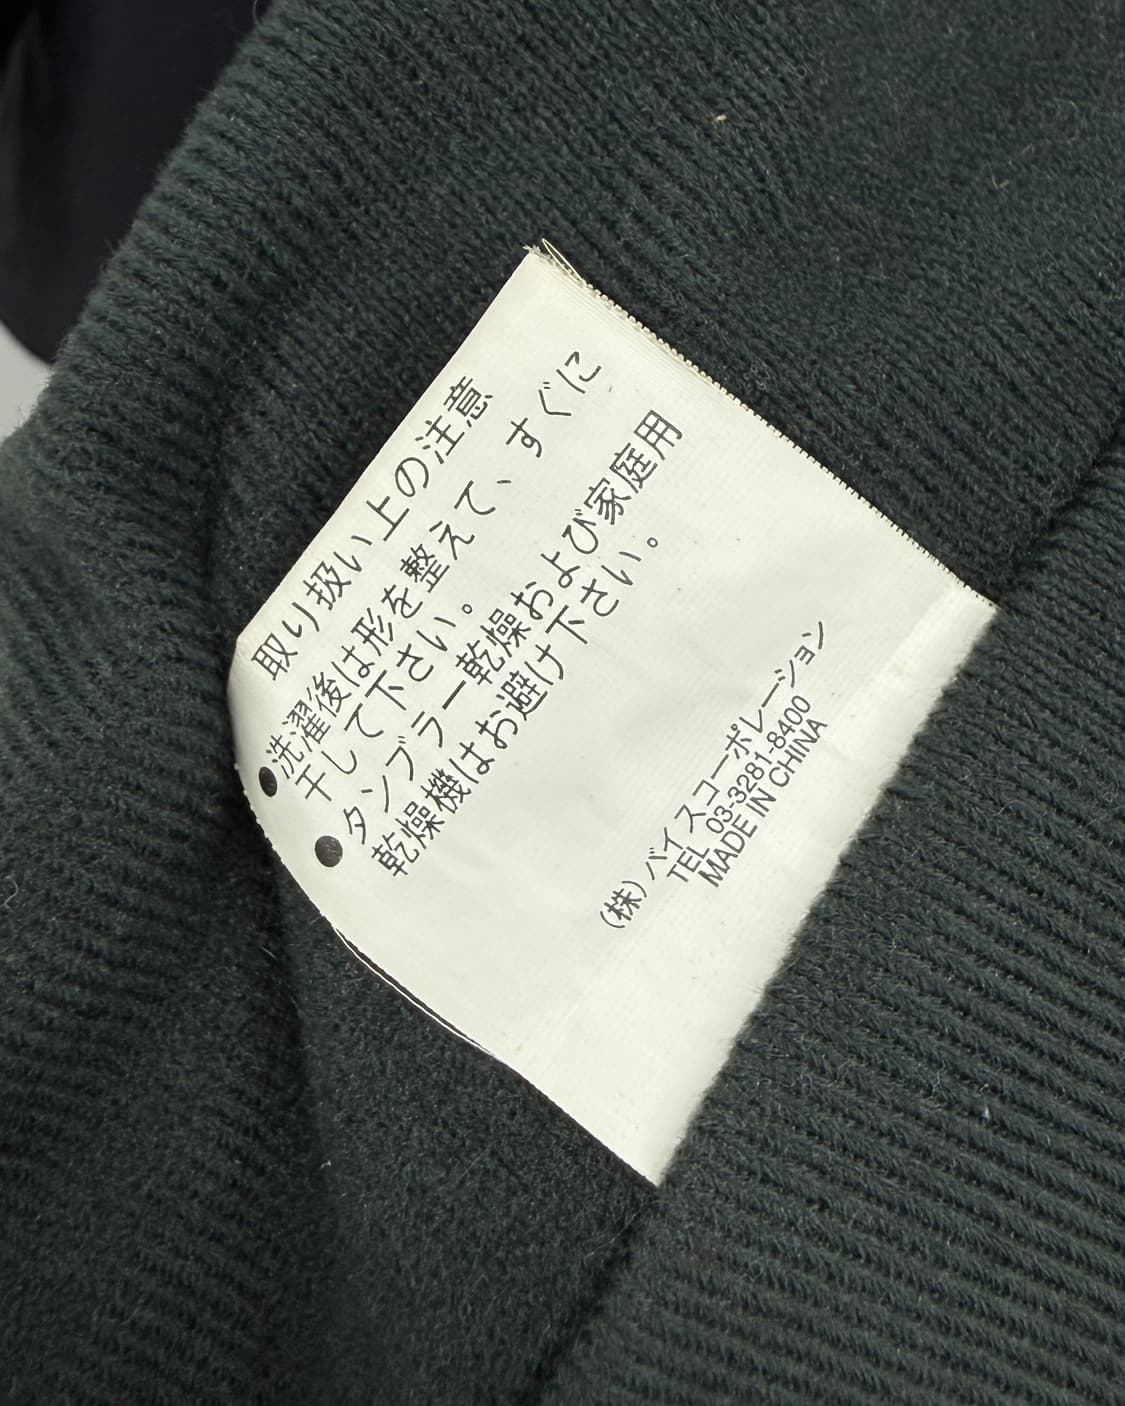 取り扱い上の注意
●洗濯後は形を整えて、すぐに
干して下さい。
●タンブラー乾燥および家庭用
乾燥機はお避け下さい。
(株)バイスコーポレーション
TEL 03-3281-8400
MADE IN CHINA